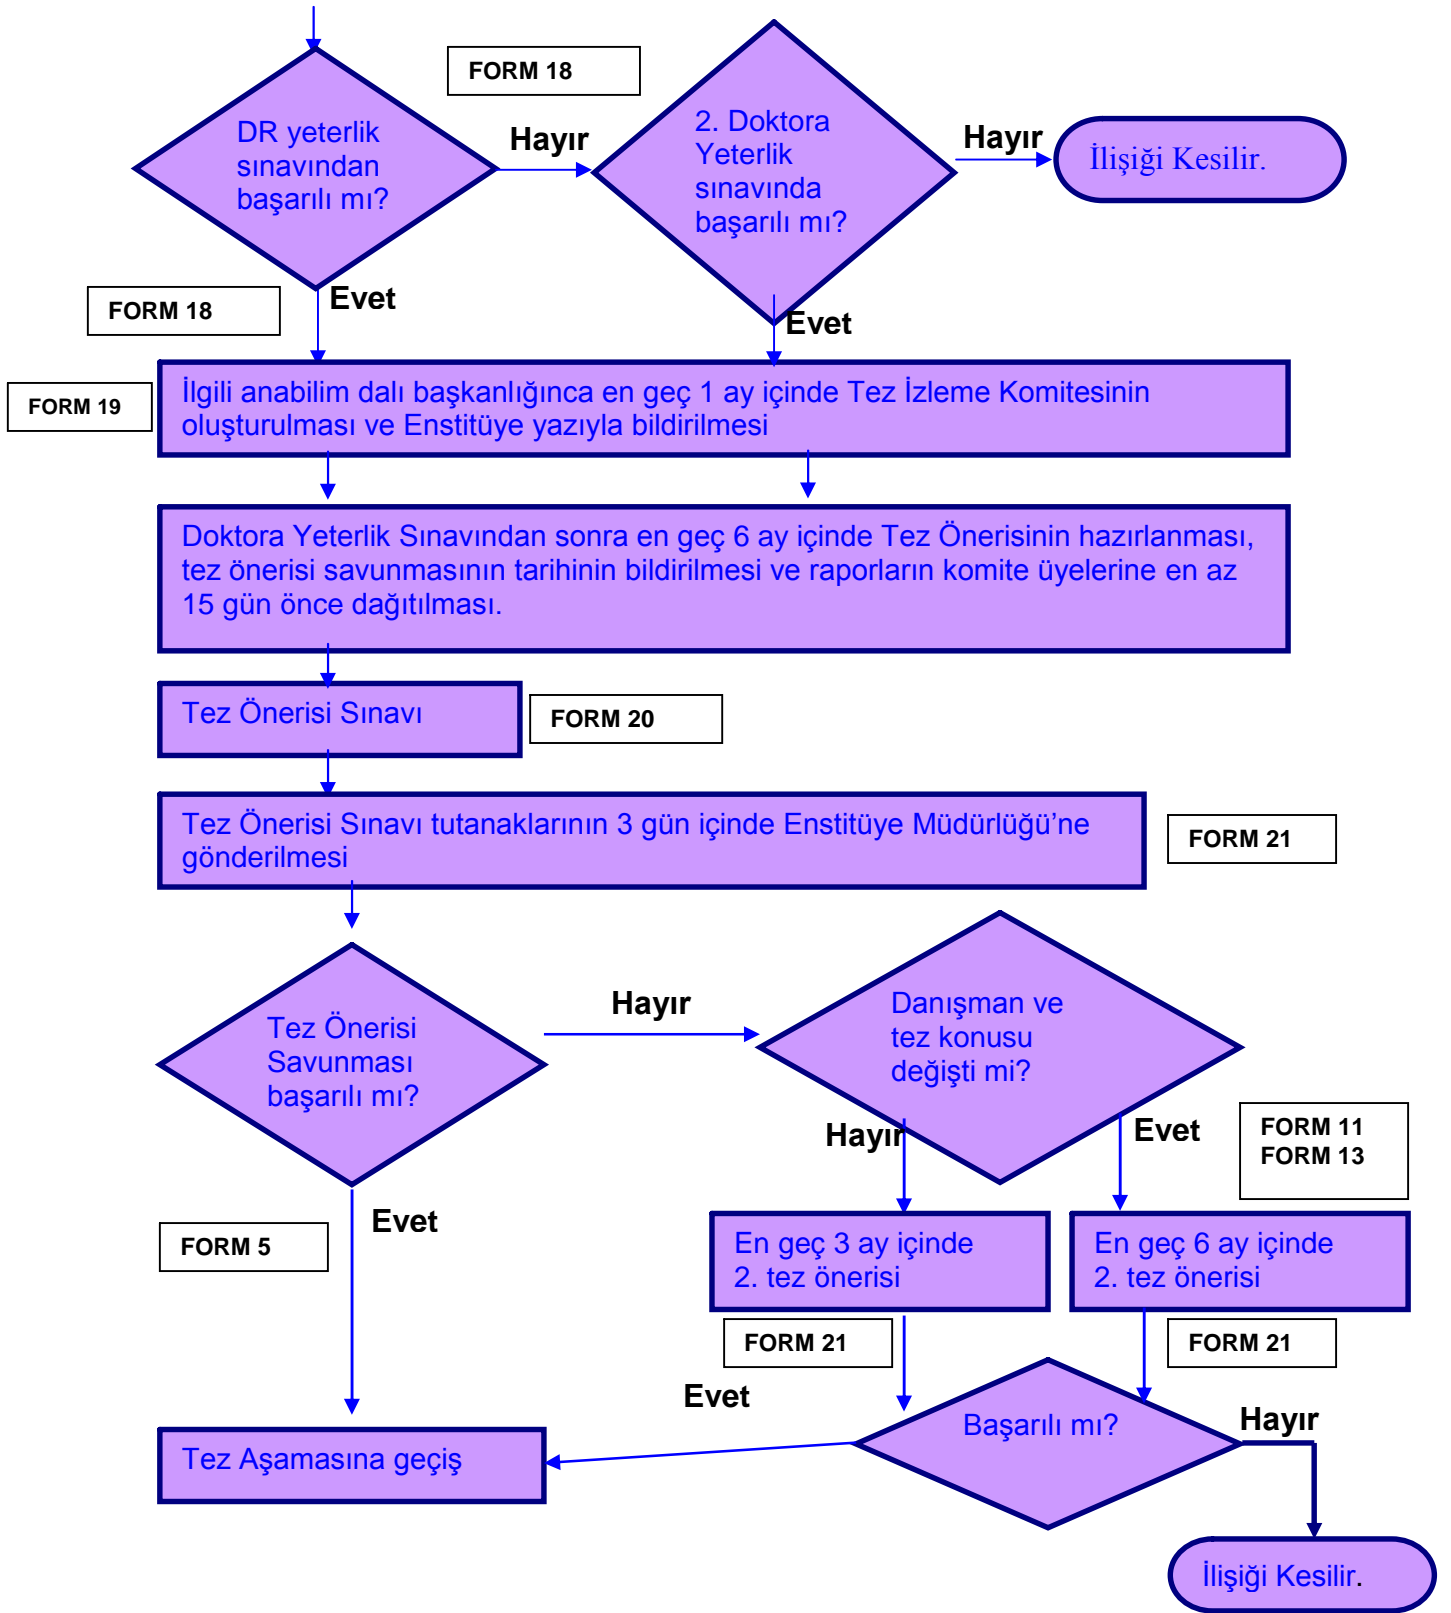 FORM 18
DR yeterlik
sınavından
başarılı mı?
Hayır
2. Doktora
Yeterlik
sınavında
başarılı mı?
Hayır
İlişiği Kesilir.
FORM 18
Evet
Evet
FORM 19
İlgili anabilim dalı başkanlığınca en geç 1 ay içinde Tez İzleme Komitesinin
oluşturulması ve Enstitüye yazıyla bildirilmesi
Doktora Yeterlik Sınavından sonra en geç 6 ay içinde Tez Önerisinin hazırlanması,
tez önerisi savunmasının tarihinin bildirilmesi ve raporların komite üyelerine en az
15 gün önce dağıtılması.
Tez Önerisi Sınavı
FORM 20
Tez Önerisi Sınavı tutanaklarının 3 gün içinde Enstitüye Müdürlüğü’ne
gönderilmesi
FORM 21
Tez Önerisi
Savunması
başarılı mı?
Hayır
Danışman ve
tez konusu
değişti mi?
Hayır
Evet
FORM 11
FORM 13
Evet
FORM 5
En geç 3 ay içinde
2. tez önerisi
En geç 6 ay içinde
2. tez önerisi
FORM 21
FORM 21
Evet
Başarılı mı?
Hayır
Tez Aşamasına geçiş
İlişiği Kesilir.